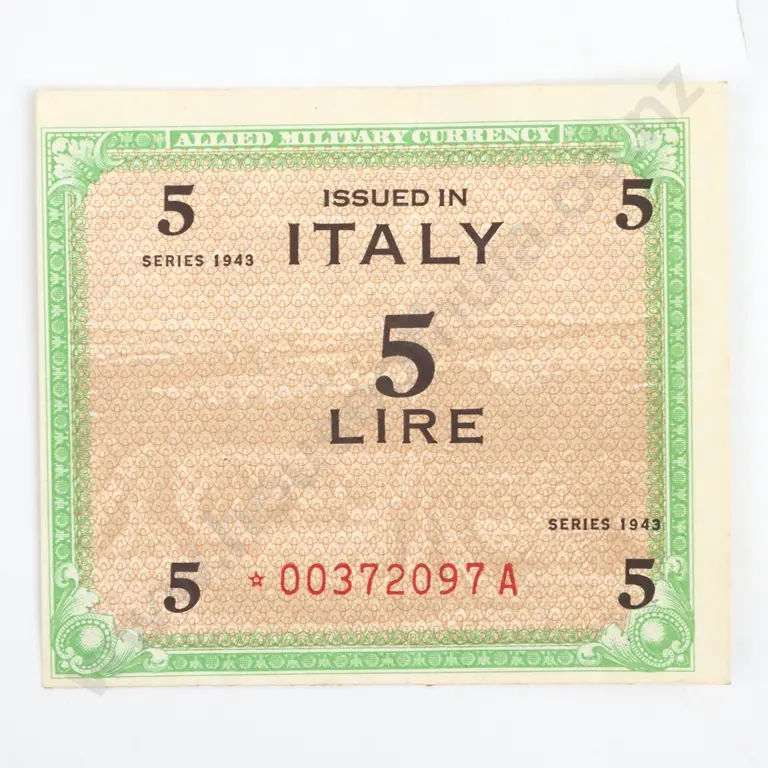 ALLIED MILITARY CURRENCY
5 ISSUED IN 5
SERIES 1943 ITALY
5
LIRE
SERIES 1943
5 ☆00372097A 5